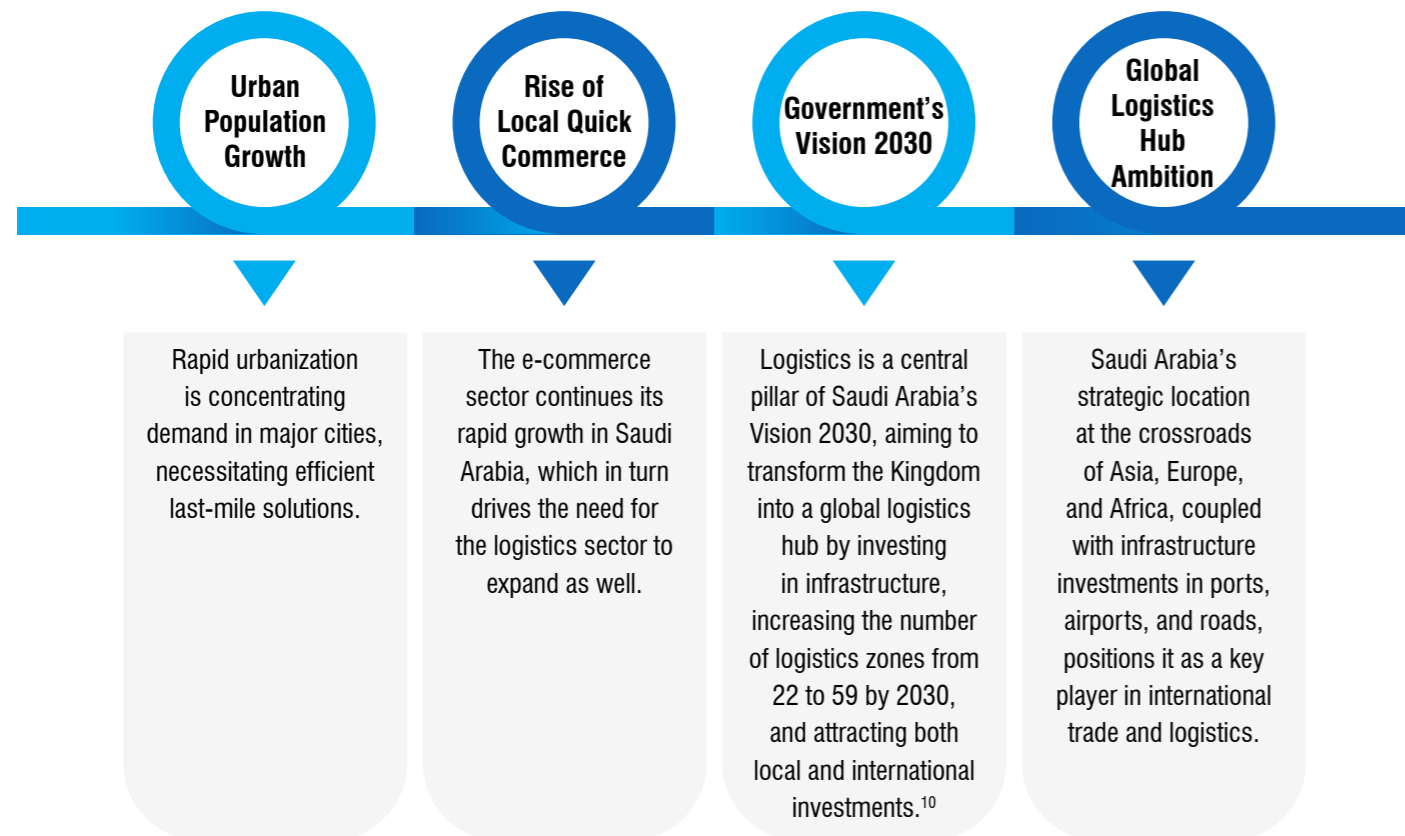 Urban
Population
Growth
Rise of
Local Quick
Commerce
Government’s
Vision 2030
Global
Logistics
Hub
Ambition
Rapid urbanization
is concentrating
demand in major cities,
necessitating efficient
last-mile solutions.
The e-commerce
sector continues its
rapid growth in Saudi
Arabia, which in turn
drives the need for
the logistics sector to
expand as well.
Logistics is a central
pillar of Saudi Arabia’s
Vision 2030, aiming to
transform the Kingdom
into a global logistics
hub by investing
in infrastructure,
increasing the number
of logistics zones from
22 to 59 by 2030,
and attracting both
local and international
investments.¹⁰
Saudi Arabia’s
strategic location
at the crossroads
of Asia, Europe,
and Africa, coupled
with infrastructure
investments in ports,
airports, and roads,
positions it as a key
player in international
trade and logistics.